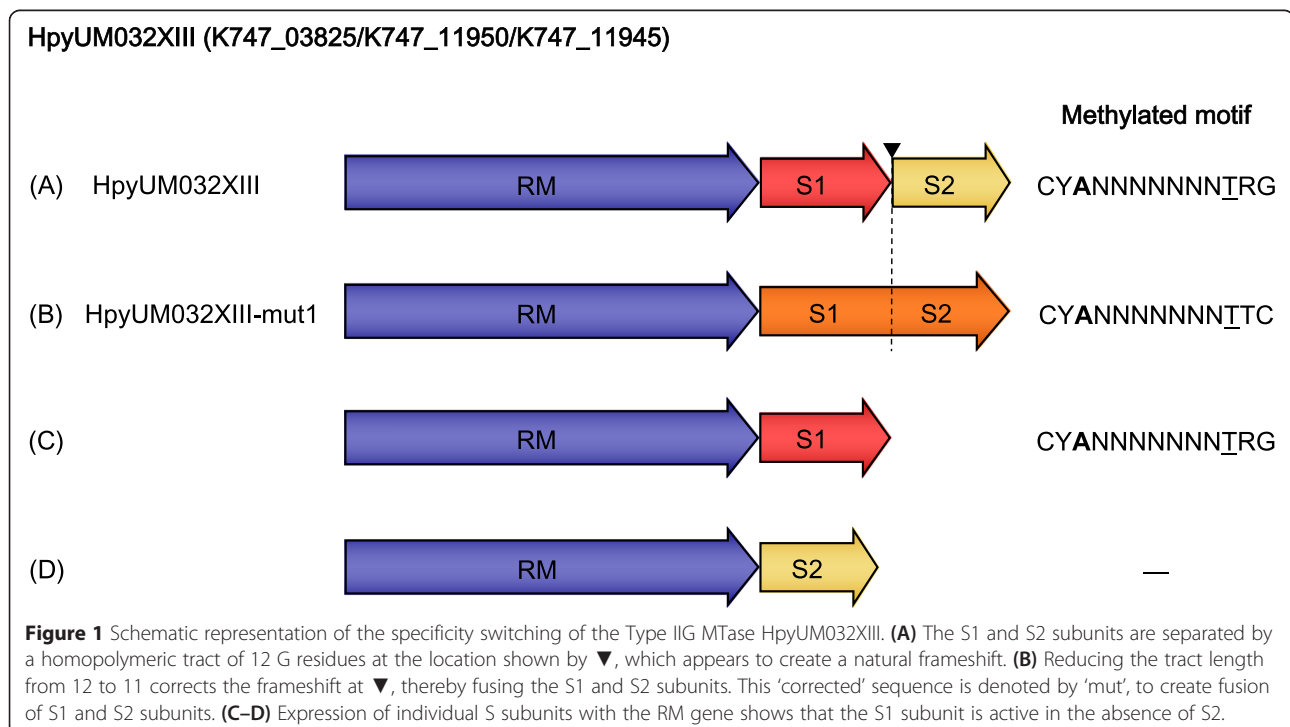 HpyUM032XIII (K747_03825/K747_11950/K747_11945)
Methylated motif
(A) HpyUM032XIII RM S1 S2 CYANNNNNNNTRG
(B) HpyUM032XIII-mut1 RM S1 S2 CYANNNNNNNTTC
(C) RM S1 CYANNNNNNNTRG
(D) RM S2 —
Figure 1 Schematic representation of the specificity switching of the Type IIG MTase HpyUM032XIII. (A) The S1 and S2 subunits are separated by
a homopolymeric tract of 12 G residues at the location shown by ▼, which appears to create a natural frameshift. (B) Reducing the tract length
from 12 to 11 corrects the frameshift at ▼, thereby fusing the S1 and S2 subunits. This ‘corrected’ sequence is denoted by ‘mut’, to create fusion
of S1 and S2 subunits. (C–D) Expression of individual S subunits with the RM gene shows that the S1 subunit is active in the absence of S2.